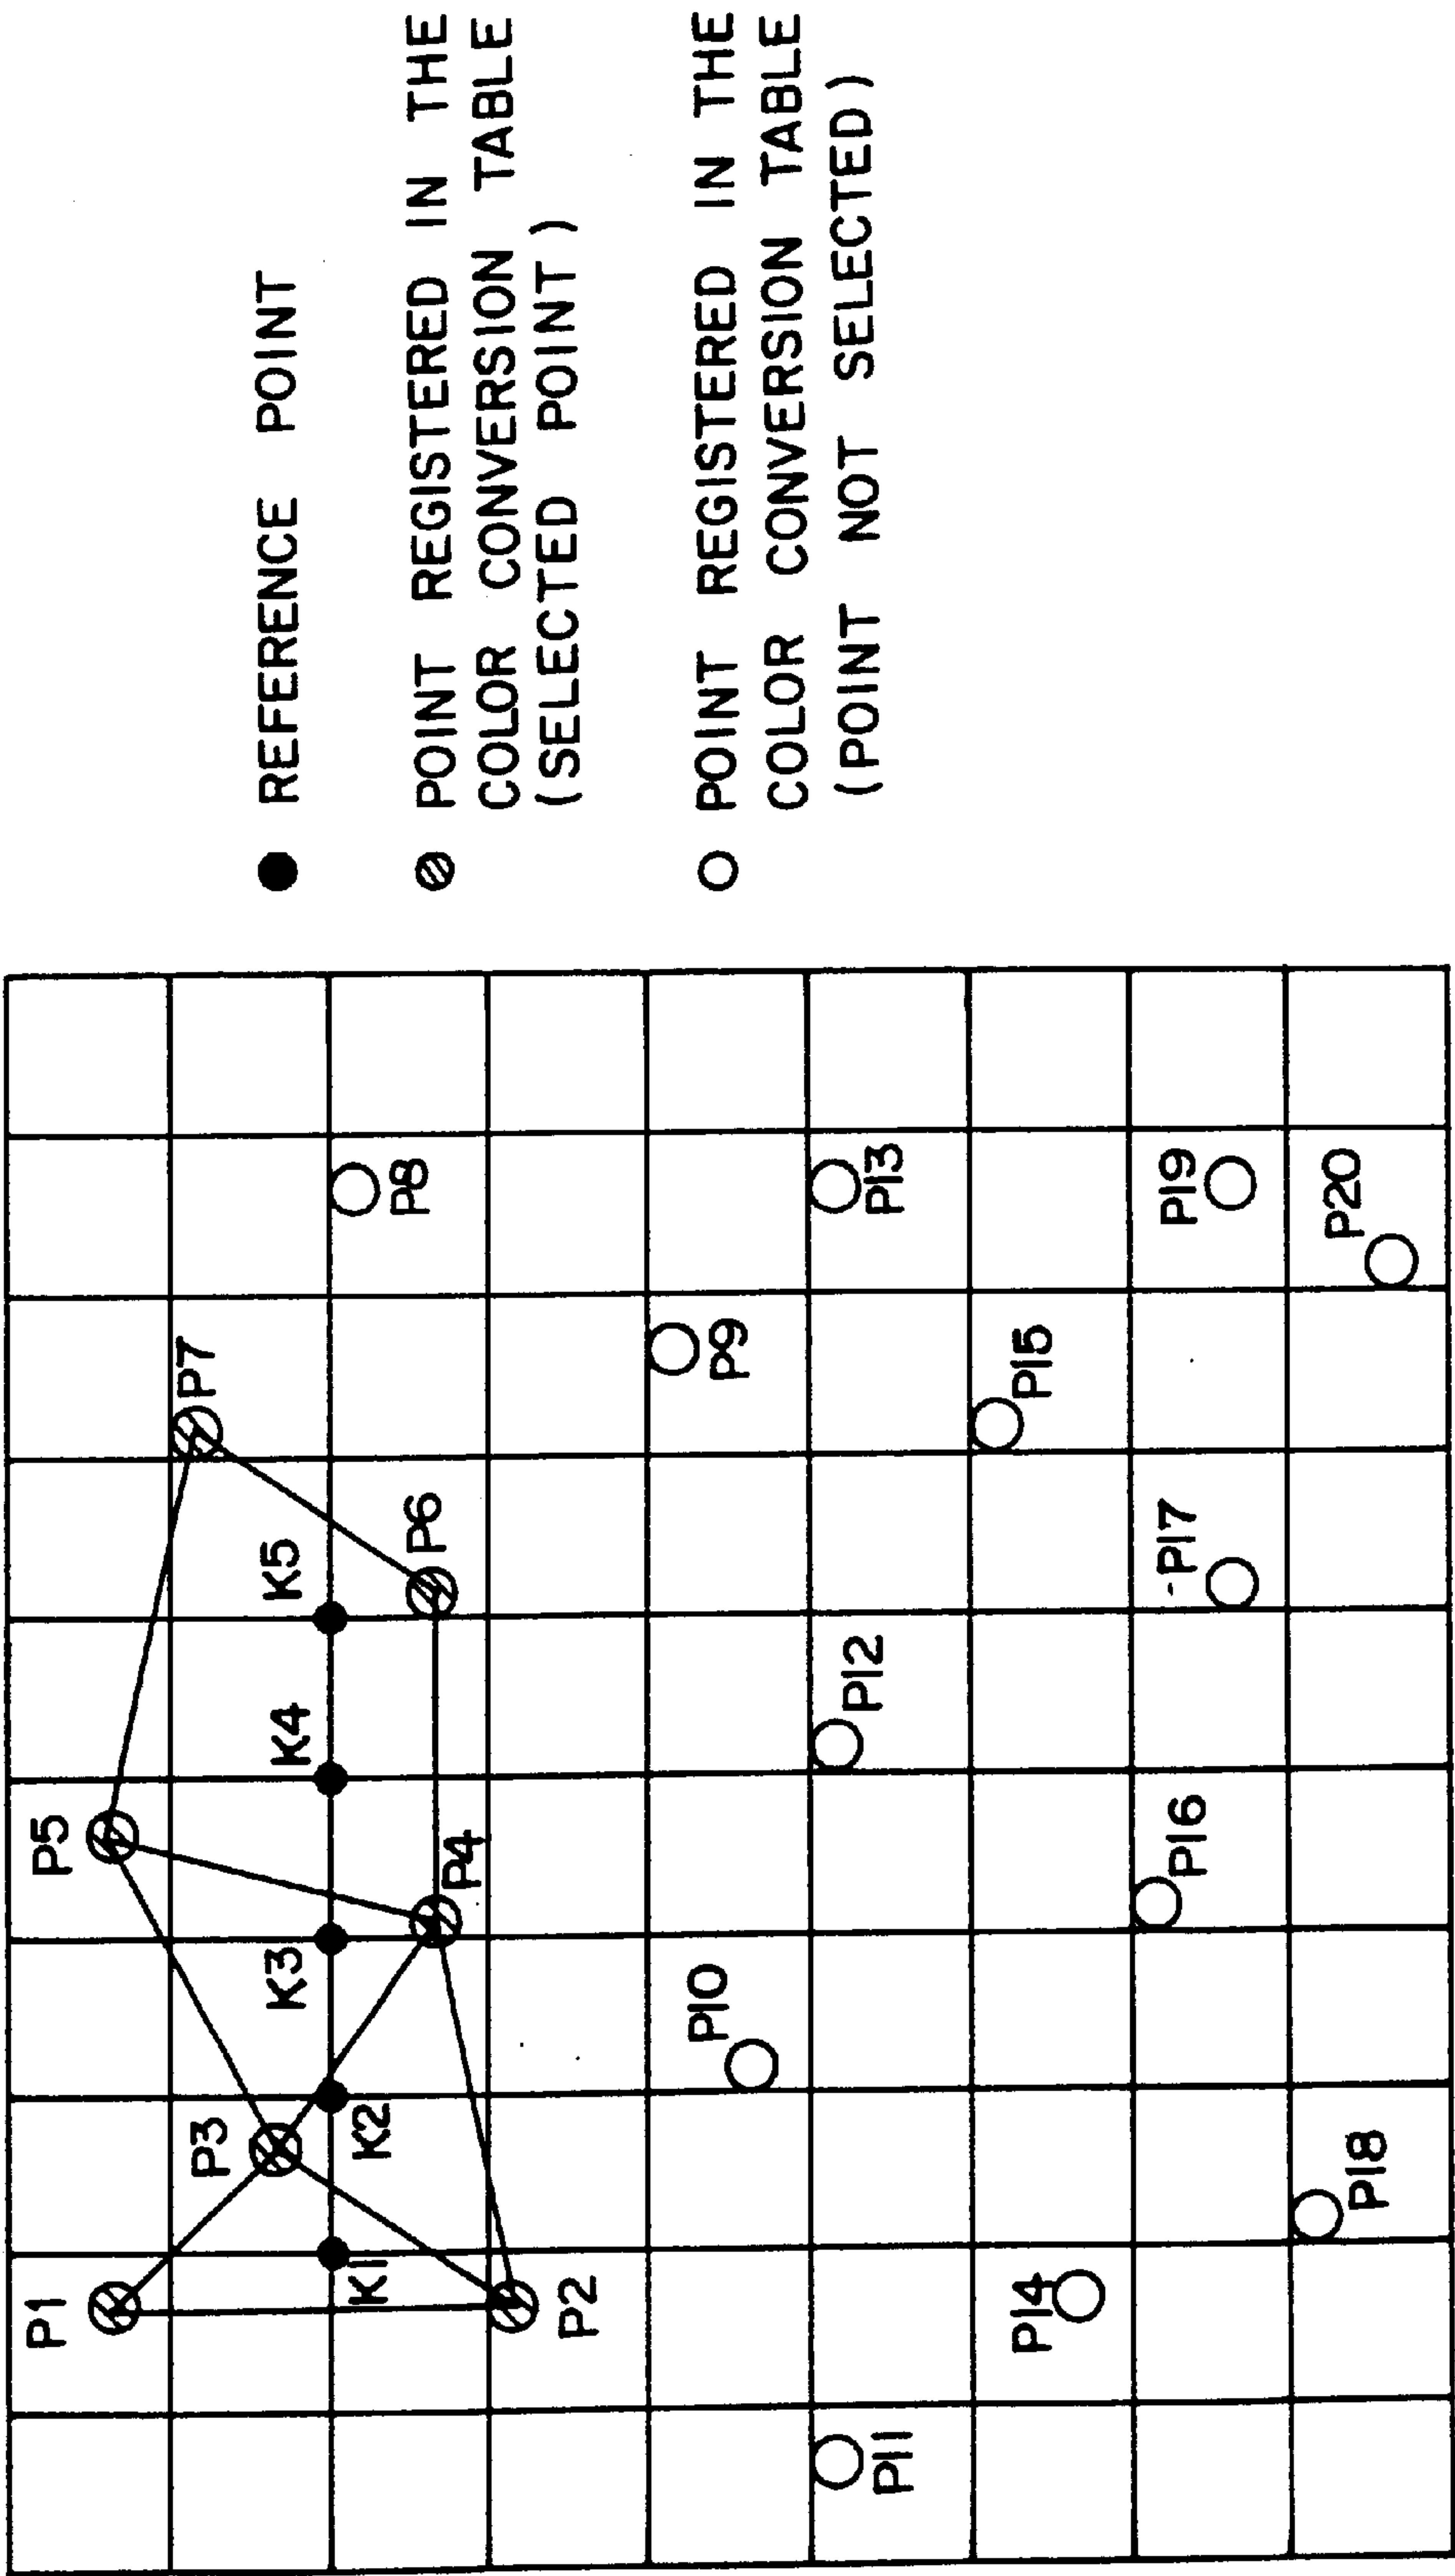 P1
P5
P7
P3
K3
K4
K5
K1
K2
P4
P6
P8
P2
P10
P9
P11
P12
P13
P14
P15
P16
P17
P19
P18
P20
REFERENCE POINT
POINT REGISTERED IN THE
COLOR CONVERSION TABLE
(SELECTED POINT)
POINT REGISTERED IN THE
COLOR CONVERSION TABLE
(POINT NOT SELECTED)